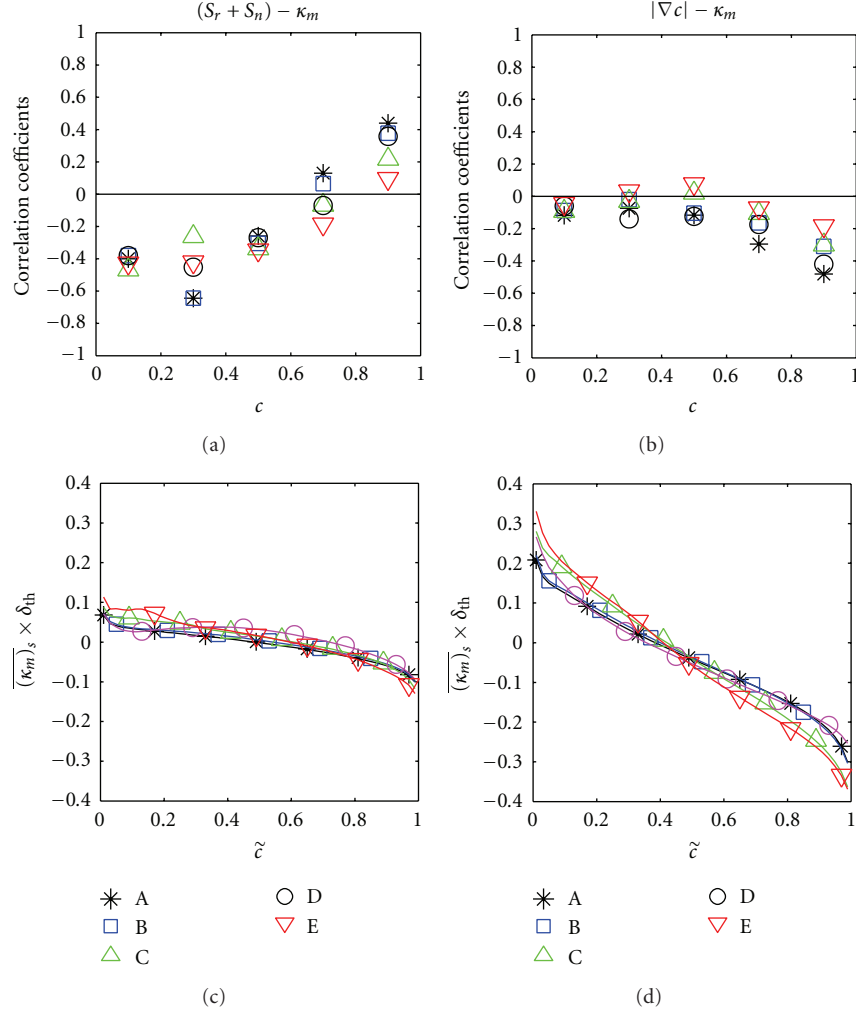 (S_r + S_n) − κ_m
1
0.8
0.6
0.4
0.2
0
−0.2
−0.4
−0.6
−0.8
−1
Correlation coefficients
0 0.2 0.4 0.6 0.8 1
c
(a)
|∇c| − κ_m
1
0.8
0.6
0.4
0.2
0
−0.2
−0.4
−0.6
−0.8
−1
Correlation coefficients
0 0.2 0.4 0.6 0.8 1
c
(b)
0.4
0.3
0.2
0.1
0
−0.1
−0.2
−0.3
−0.4
\overline{(κ_m)}_s × δ_th
0 0.2 0.4 0.6 0.8 1
c̃
A
B
C
D
E
(c)
0.4
0.3
0.2
0.1
0
−0.1
−0.2
−0.3
−0.4
\overline{(κ_m)}_s × δ_th
0 0.2 0.4 0.6 0.8 1
c̃
A
B
C
D
E
(d)